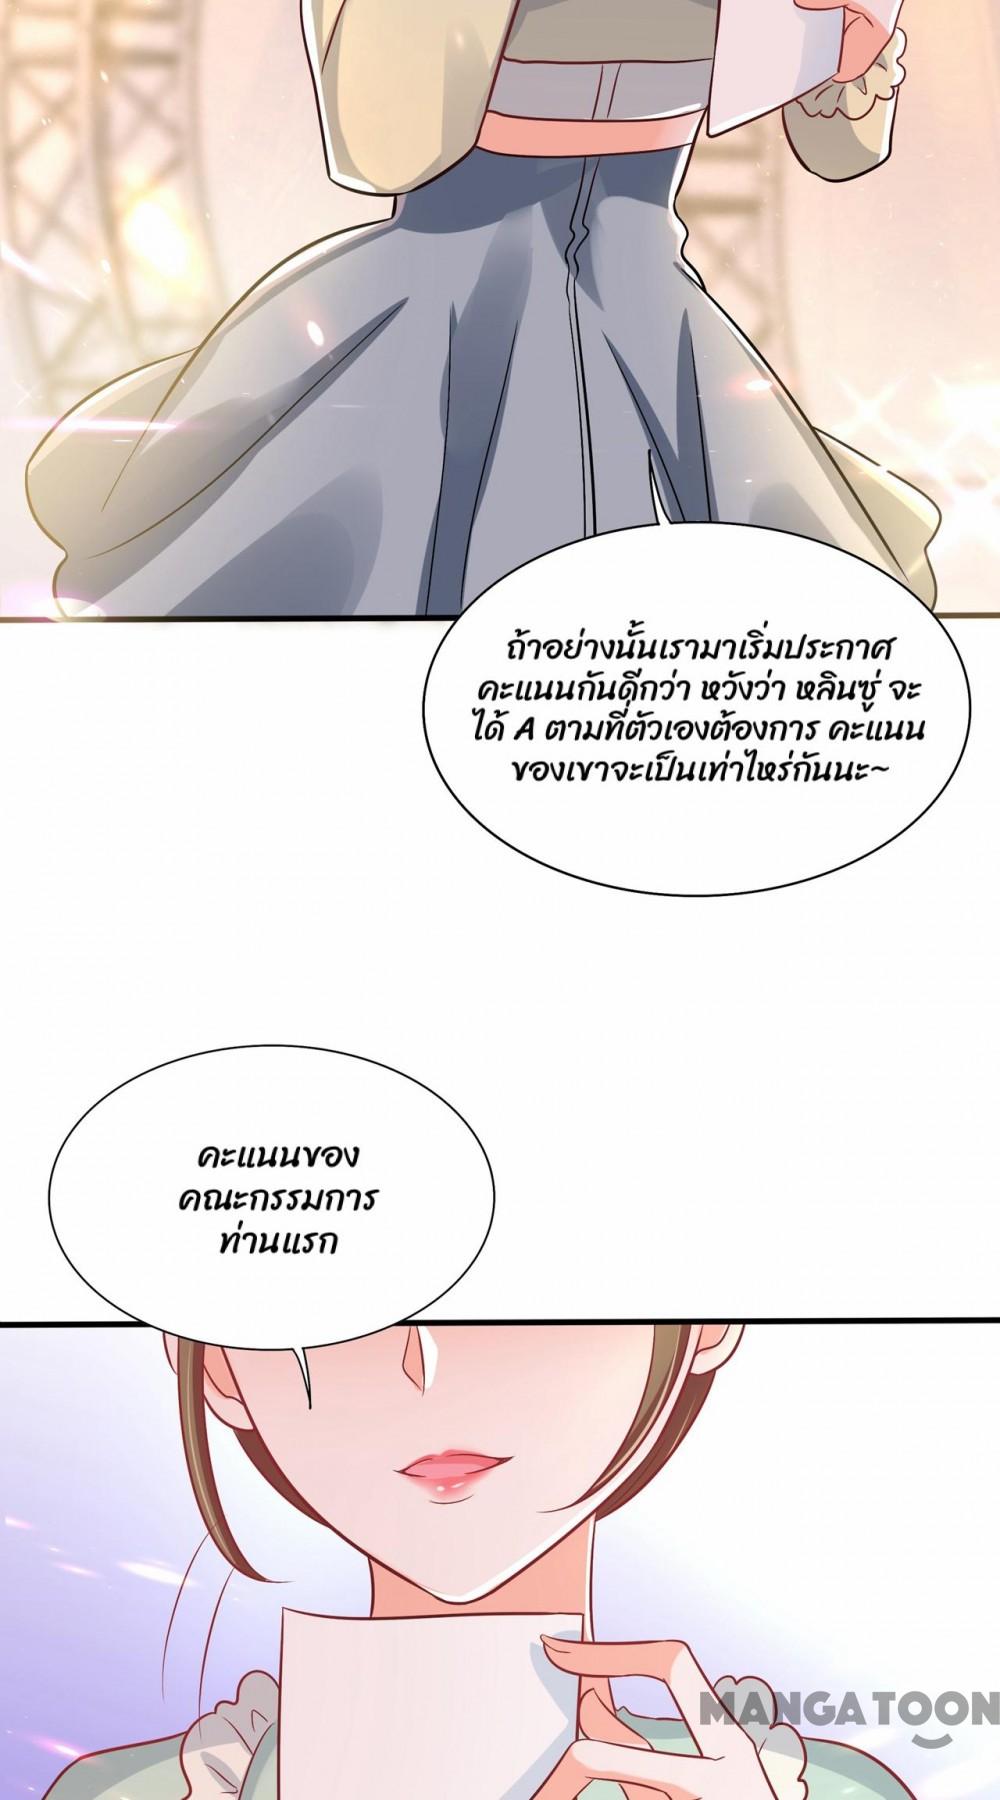 ถ้าอย่างนั้นเรามาเริ่มประกาศ
คะแนนกันดีกว่า หวังว่า หลินซู่ จะ
ได้ A ตามที่ตัวเองต้องการ คะแนน
ของเขาจะเป็นเท่าไหร่กันนะ~
คะแนนของ
คณะกรรมการ
ท่านแรก
MANGATOON